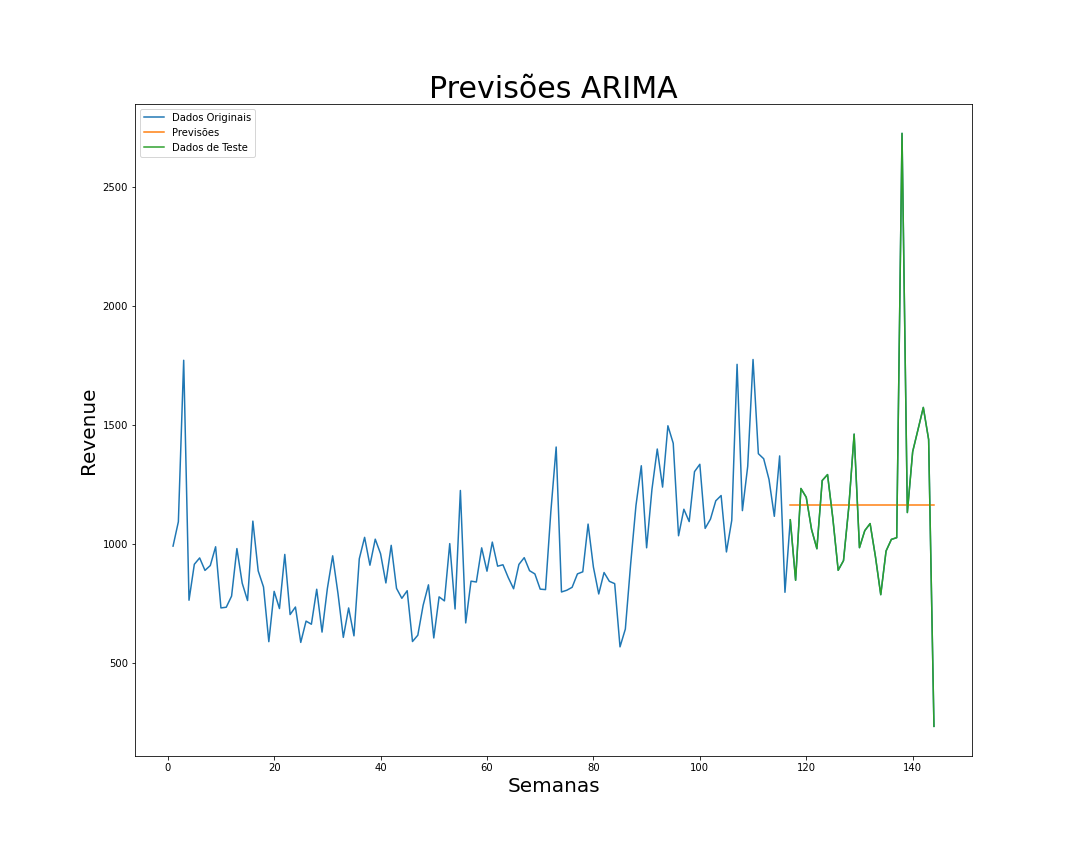 Previsões ARIMA
Dados Originais
Previsões
Dados de Teste
2500
2000
1500
1000
500
Revenue
0 20 40 60 80 100 120 140
Semanas